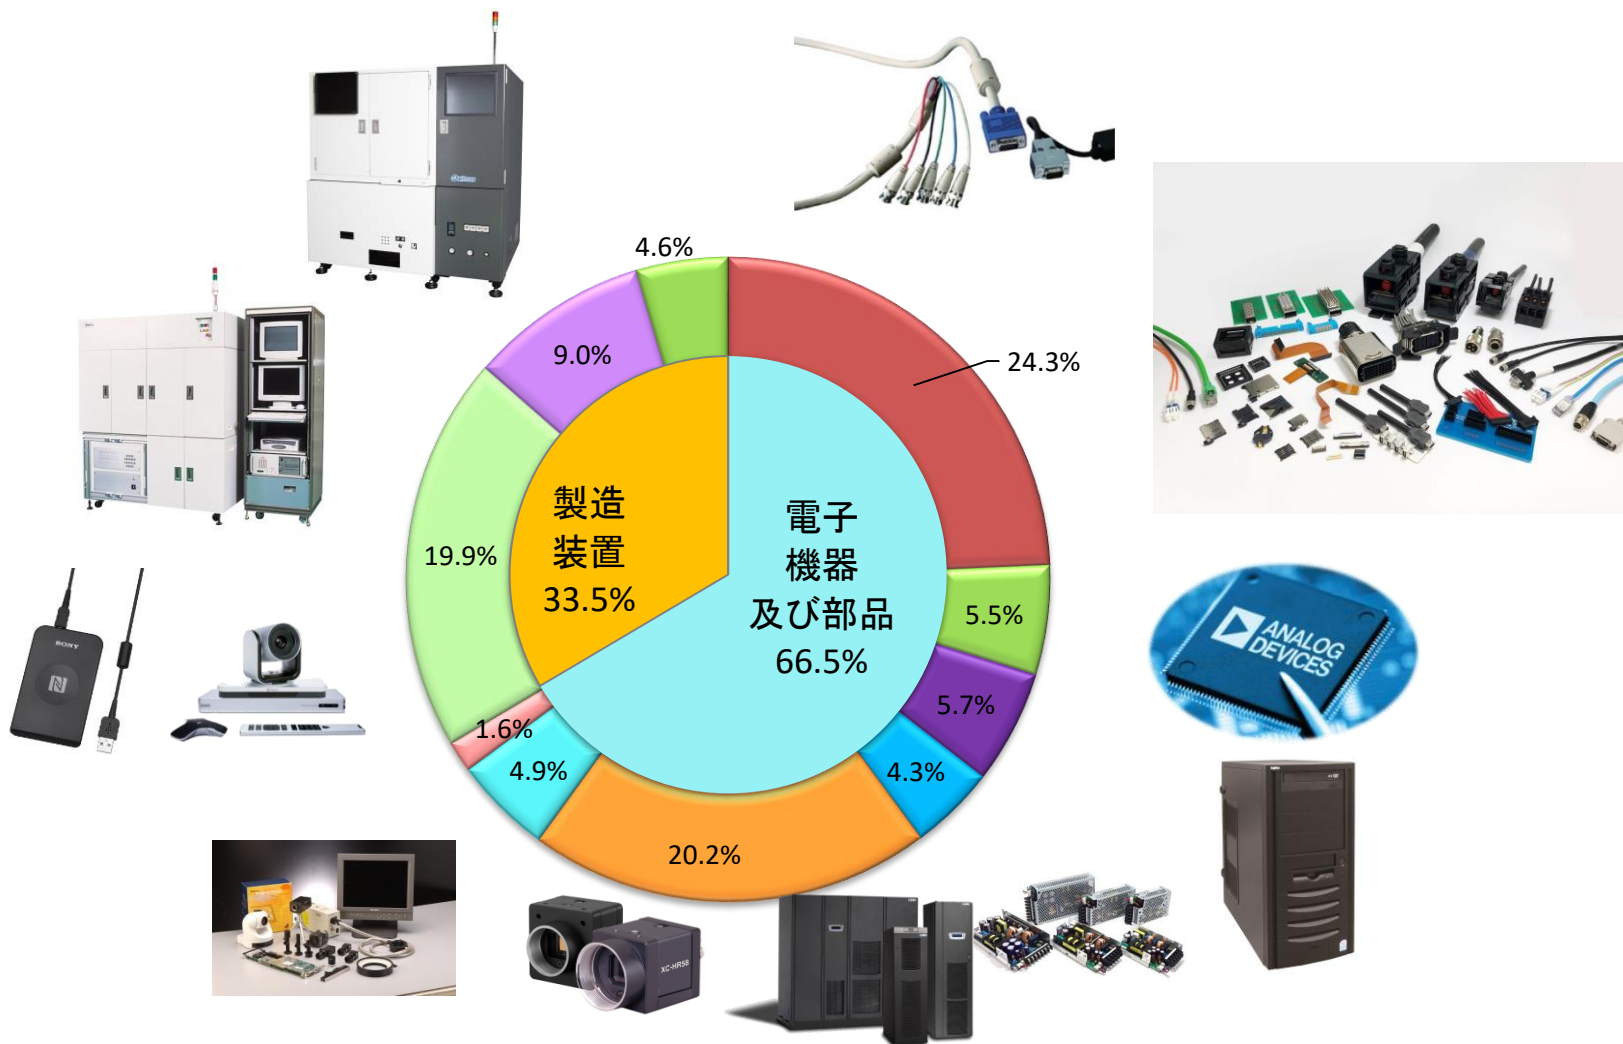 4.6%
9.0%
24.3%
19.9%
製造
装置
33.5%
電子
機器
及び部品
66.5%
5.5%
5.7%
4.3%
1.6%
4.9%
20.2%
SONY
ANALOG
DEVICES
XC-HR58